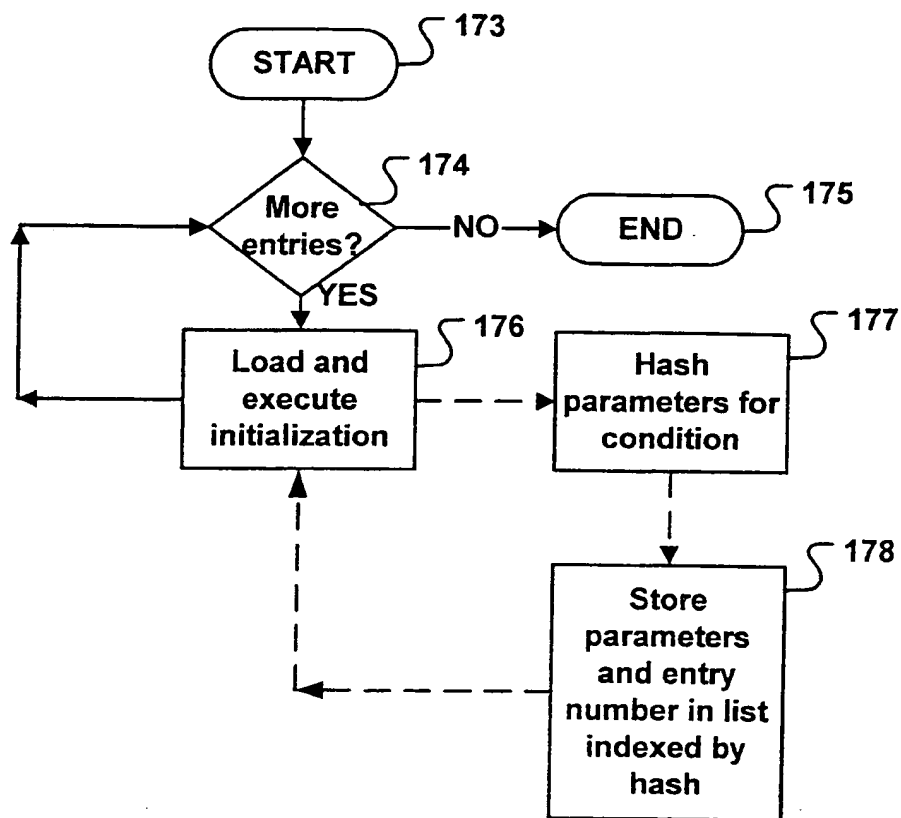 START
173
More
entries?
174
NO
END
175
YES
Load and
execute
initialization
176
Hash
parameters for
condition
177
Store
parameters
and entry
number in list
indexed by
hash
178